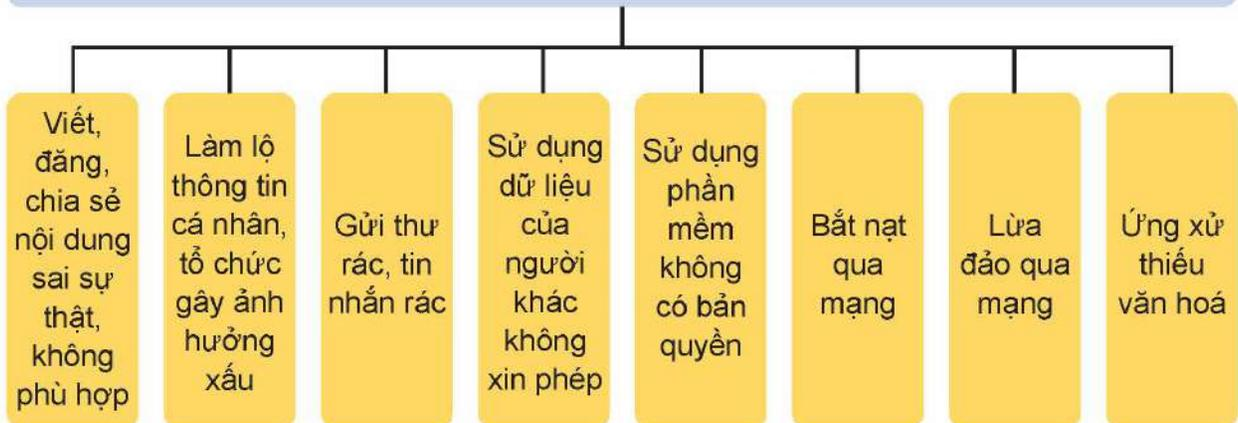 Viết,
đăng,
chia sẻ
nội dung
sai sự
thật,
không
phù hợp
Làm lộ
thông tin
cá nhân,
tổ chức
gây ảnh
hưởng
xấu
Gửi thư
rác, tin
nhắn rác
Sử dụng
dữ liệu
của
người
khác
không
xin phép
Sử dụng
phần
mềm
không
có bản
quyền
Bắt nạt
qua
mạng
Lừa
đảo qua
mạng
Ứng xử
thiếu
văn hoá